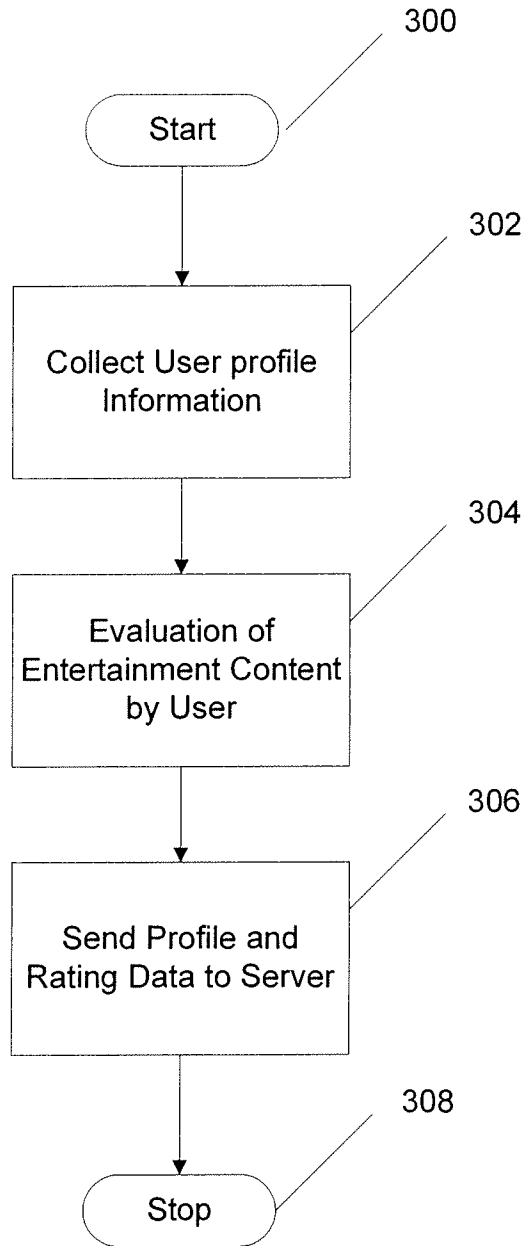 300
Start
302
Collect User profile
Information
304
Evaluation of
Entertainment Content
by User
306
Send Profile and
Rating Data to Server
308
Stop